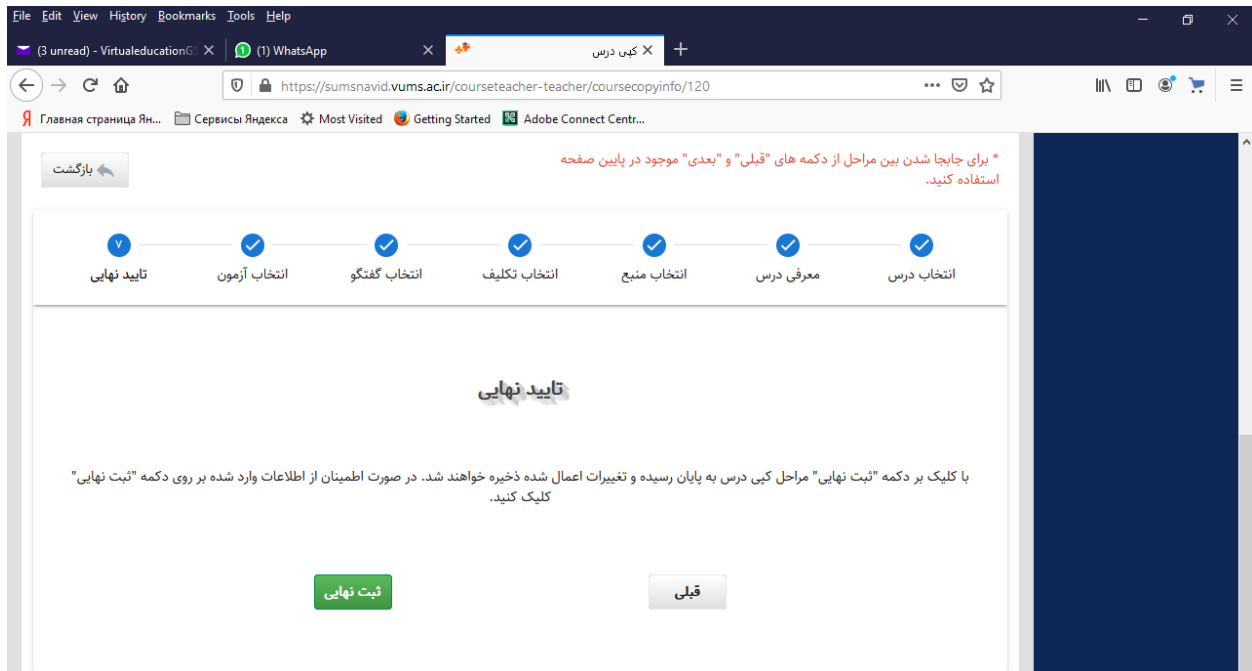 File Edit View History Bookmarks Tools Help
(3 unread) - VirtualeducationG
(1) WhatsApp
کپی درس
https://sumsnavid.vums.ac.ir/courseteacher-teacher/coursecopyinfo/120
Главная страница Ян...
Сервисы Яндекса
Most Visited
Getting Started
Adobe Connect Centr...
* برای جابجا شدن بین مراحل از دکمه های "قبلی" و "بعدی" موجود در پایین صفحه
استفاده کنید.
بازگشت
انتخاب درس
معرفی درس
انتخاب منبع
انتخاب تکلیف
انتخاب گفتگو
انتخاب آزمون
۷
تایید نهایی
تایید نهایی
با کلیک بر دکمه "ثبت نهایی" مراحل کپی درس به پایان رسیده و تغییرات اعمال شده ذخیره خواهند شد. در صورت اطمینان از اطلاعات وارد شده بر روی دکمه "ثبت نهایی"
کلیک کنید.
قبلی
ثبت نهایی